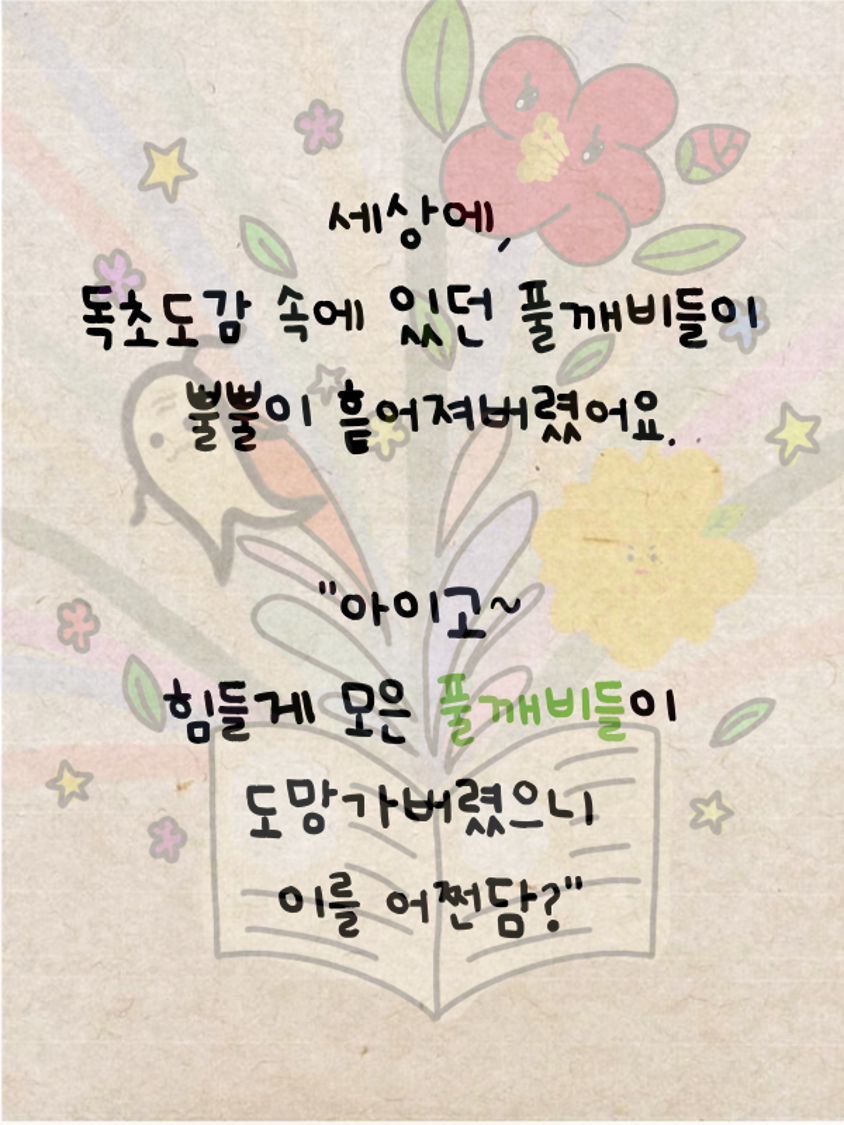 세상에,
독초도감 속에 있던 풀깨비들이
뿔뿔이 흩어져버렸어요.
"아이고~
힘들게 모은 풀깨비들이
도망가버렸으니
이를 어쩐담?"